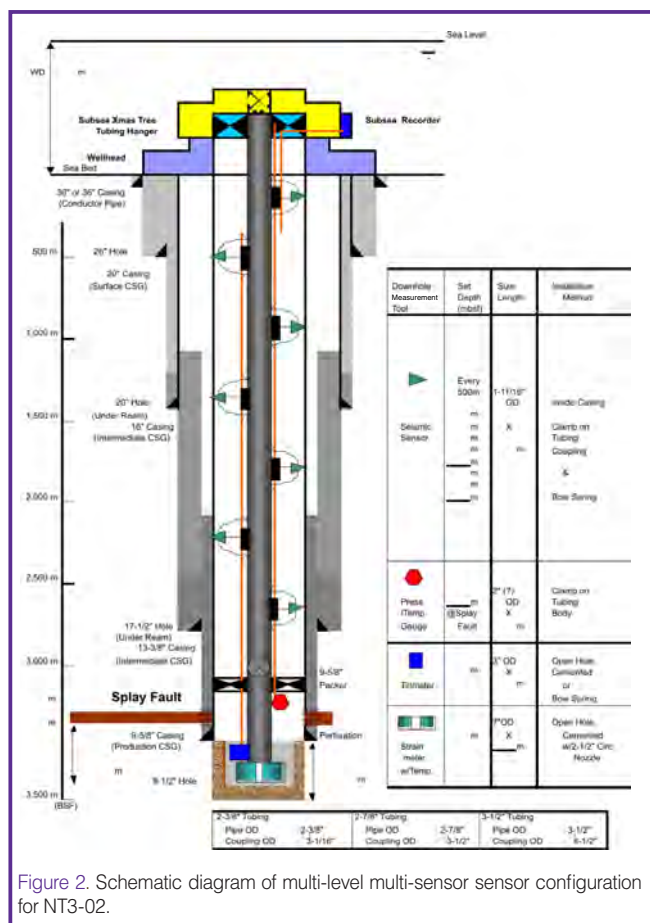 Sea Level
WD
m
Subsea Xmas Tree
Tubing Hanger
Subsea Recorder
Wellhead
Sea Bed
30" or 36" Casing
(Conductor Pipe)
500 m
26" Hole
20" Casing
(Surface CSG)
1,000 m
20" Hole
(Under Ream)
1,500 m
16" Casing
(Intermediate CSG)
2,000 m
2,500 m
17-1/2" Hole
(Under Ream)
13-3/8" Casing
(Intermediate CSG)
3,000 m
9-5/8"
Packer
m
Splay Fault
m
9-5/8" Casing
(Production CSG)
Perforation
m
8-1/2" Hole
m
3,500 m
(BSF)
Downhole Measurement Tool
Set Depth (mbsf)
Size Length
Installation Method
Seismic Sensor
Every 500m
m
m
m
m
m
m
m
1-11/16" OD X m
Inside Casing
Clamp on Tubing Coupling & Bow Spring
Press /Temp. Gauge
m @Splay Fault
2" (?) OD X m
Clamp on Tubing Body
Tiltmeter
m
3" OD X m
Open Hole, Cemented or Bow Spring
Strain meter w/Temp.
m
7" OD X m
Open Hole, Cemented w/2-1/2" Circ. Nozzle
2-3/8" Tubing
Pipe OD 2-3/8"
Coupling OD 3-1/16"
2-7/8" Tubing
Pipe OD 2-7/8"
Coupling OD 3-1/2"
3-1/2" Tubing
Pipe OD 3-1/2"
Coupling OD 4-1/2"
Figure 2. Schematic diagram of multi-level multi-sensor sensor configuration
for NT3-02.